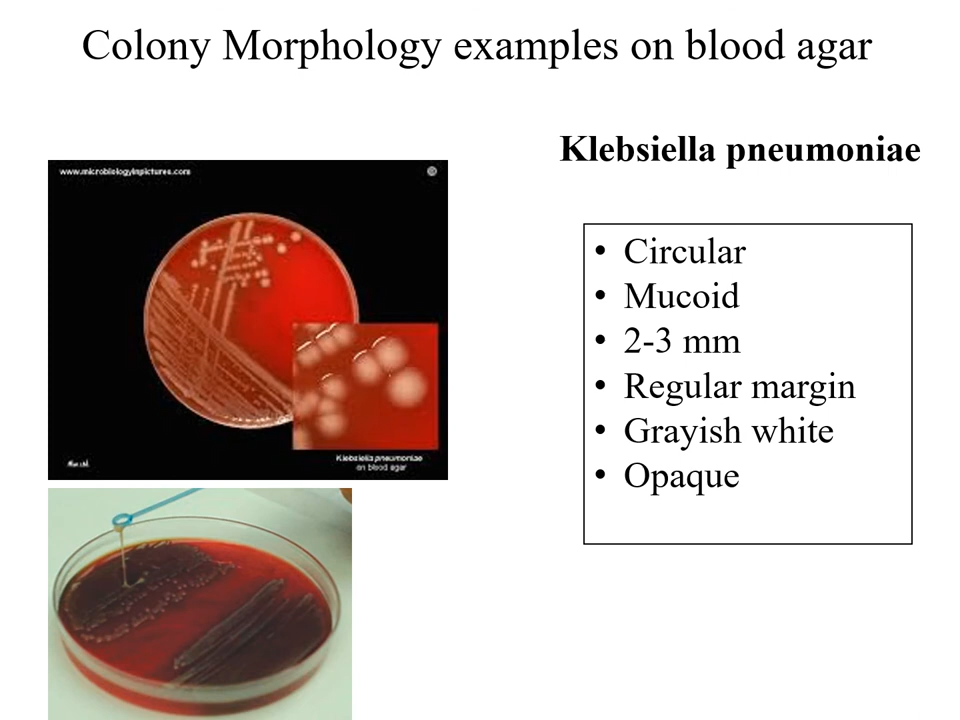 Colony Morphology examples on blood agar
Klebsiella pneumoniae
www.microbiologyinpictures.com
Klebsiella pneumoniae
on blood agar
• Circular
• Mucoid
• 2-3 mm
• Regular margin
• Grayish white
• Opaque